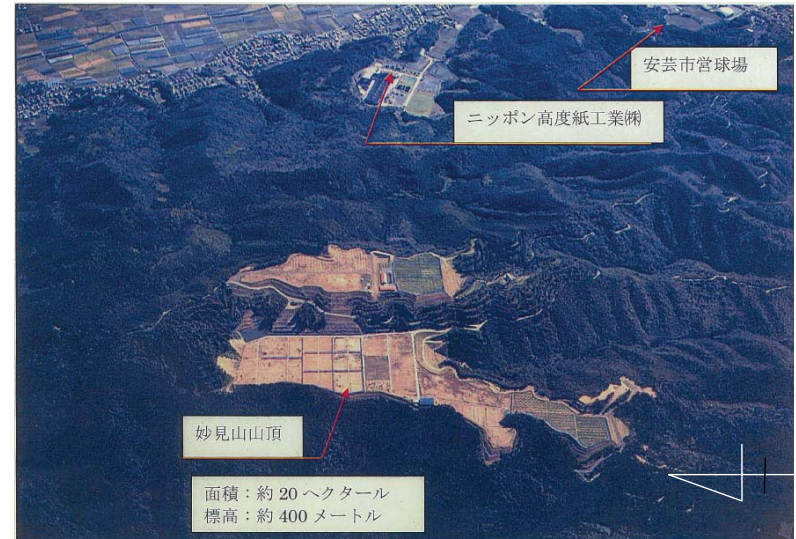 安芸市営球場
ニッポン高度紙工業㈱
妙見山山頂
面積：約 20 ヘクタール
標高：約 400 メートル